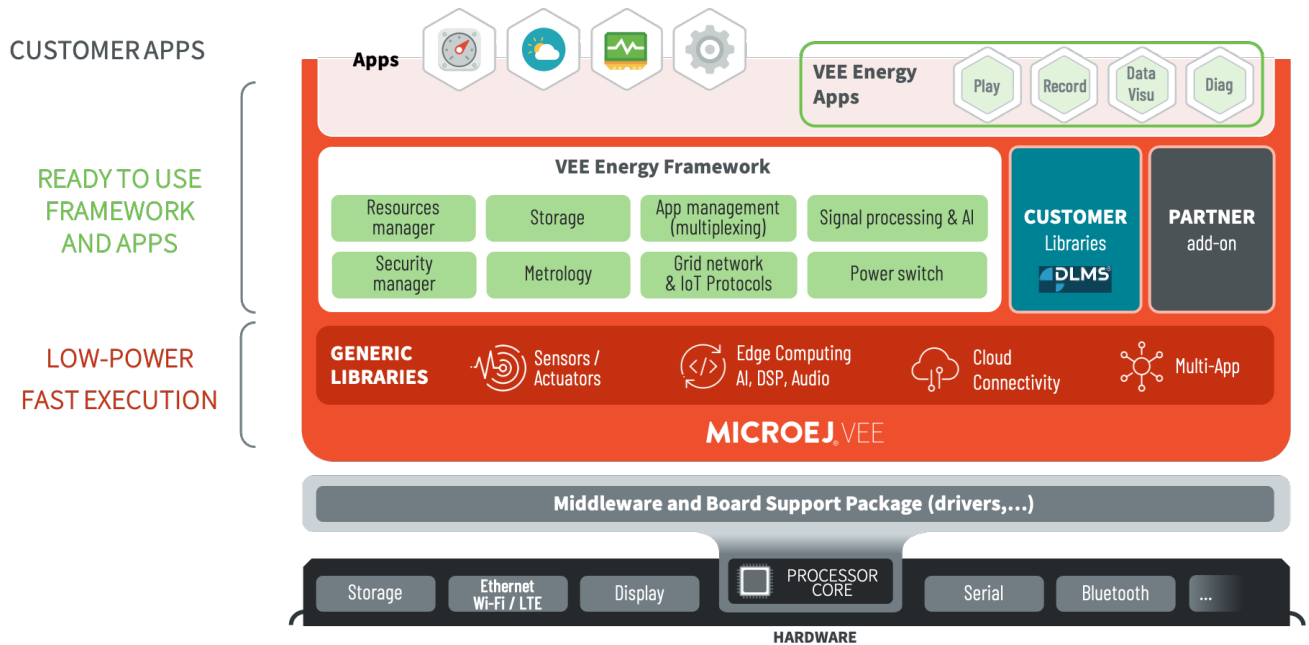 CUSTOMER APPS
Apps
VEE Energy
Apps
Play
Record
Data
Visu
Diag
READY TO USE
FRAMEWORK
AND APPS
VEE Energy Framework
Resources
manager
Storage
App management
(multiplexing)
Signal processing & AI
Security
manager
Metrology
Grid network
& IoT Protocols
Power switch
CUSTOMER
Libraries
DLMS
PARTNER
add-on
LOW-POWER
FAST EXECUTION
GENERIC
LIBRARIES
Sensors /
Actuators
</>
Edge Computing
AI, DSP, Audio
Cloud
Connectivity
Multi-App
MICROEJ® VEE
Middleware and Board Support Package (drivers,...)
Storage
Ethernet
Wi-Fi / LTE
Display
PROCESSOR
CORE
Serial
Bluetooth
...
HARDWARE